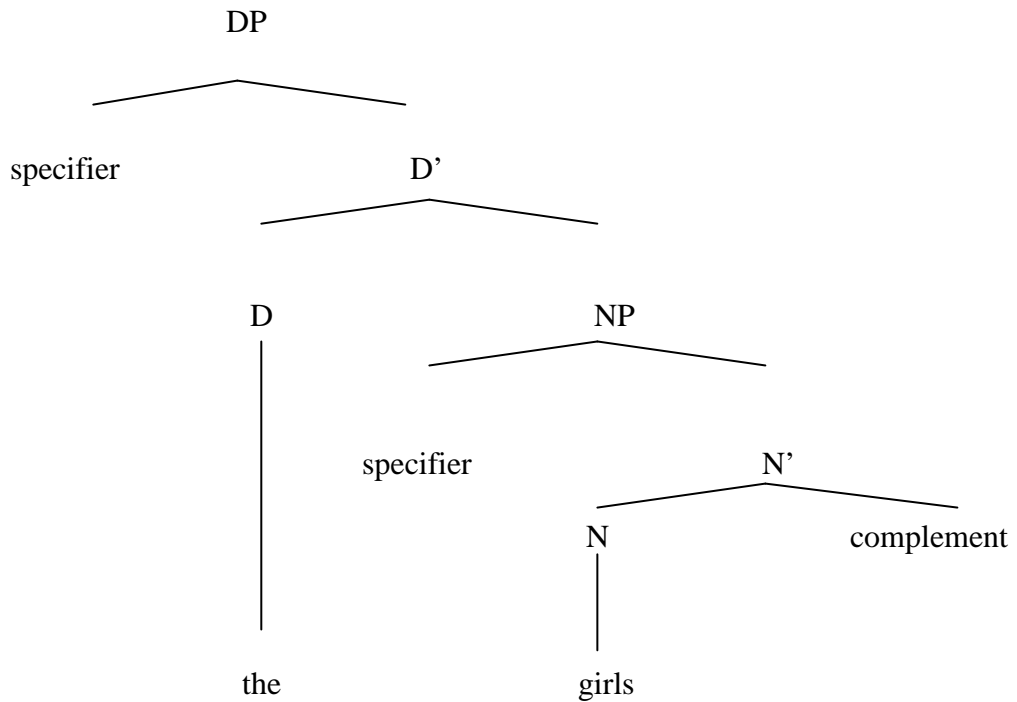 DP
specifier D’
D NP
specifier N’
N complement
the girls